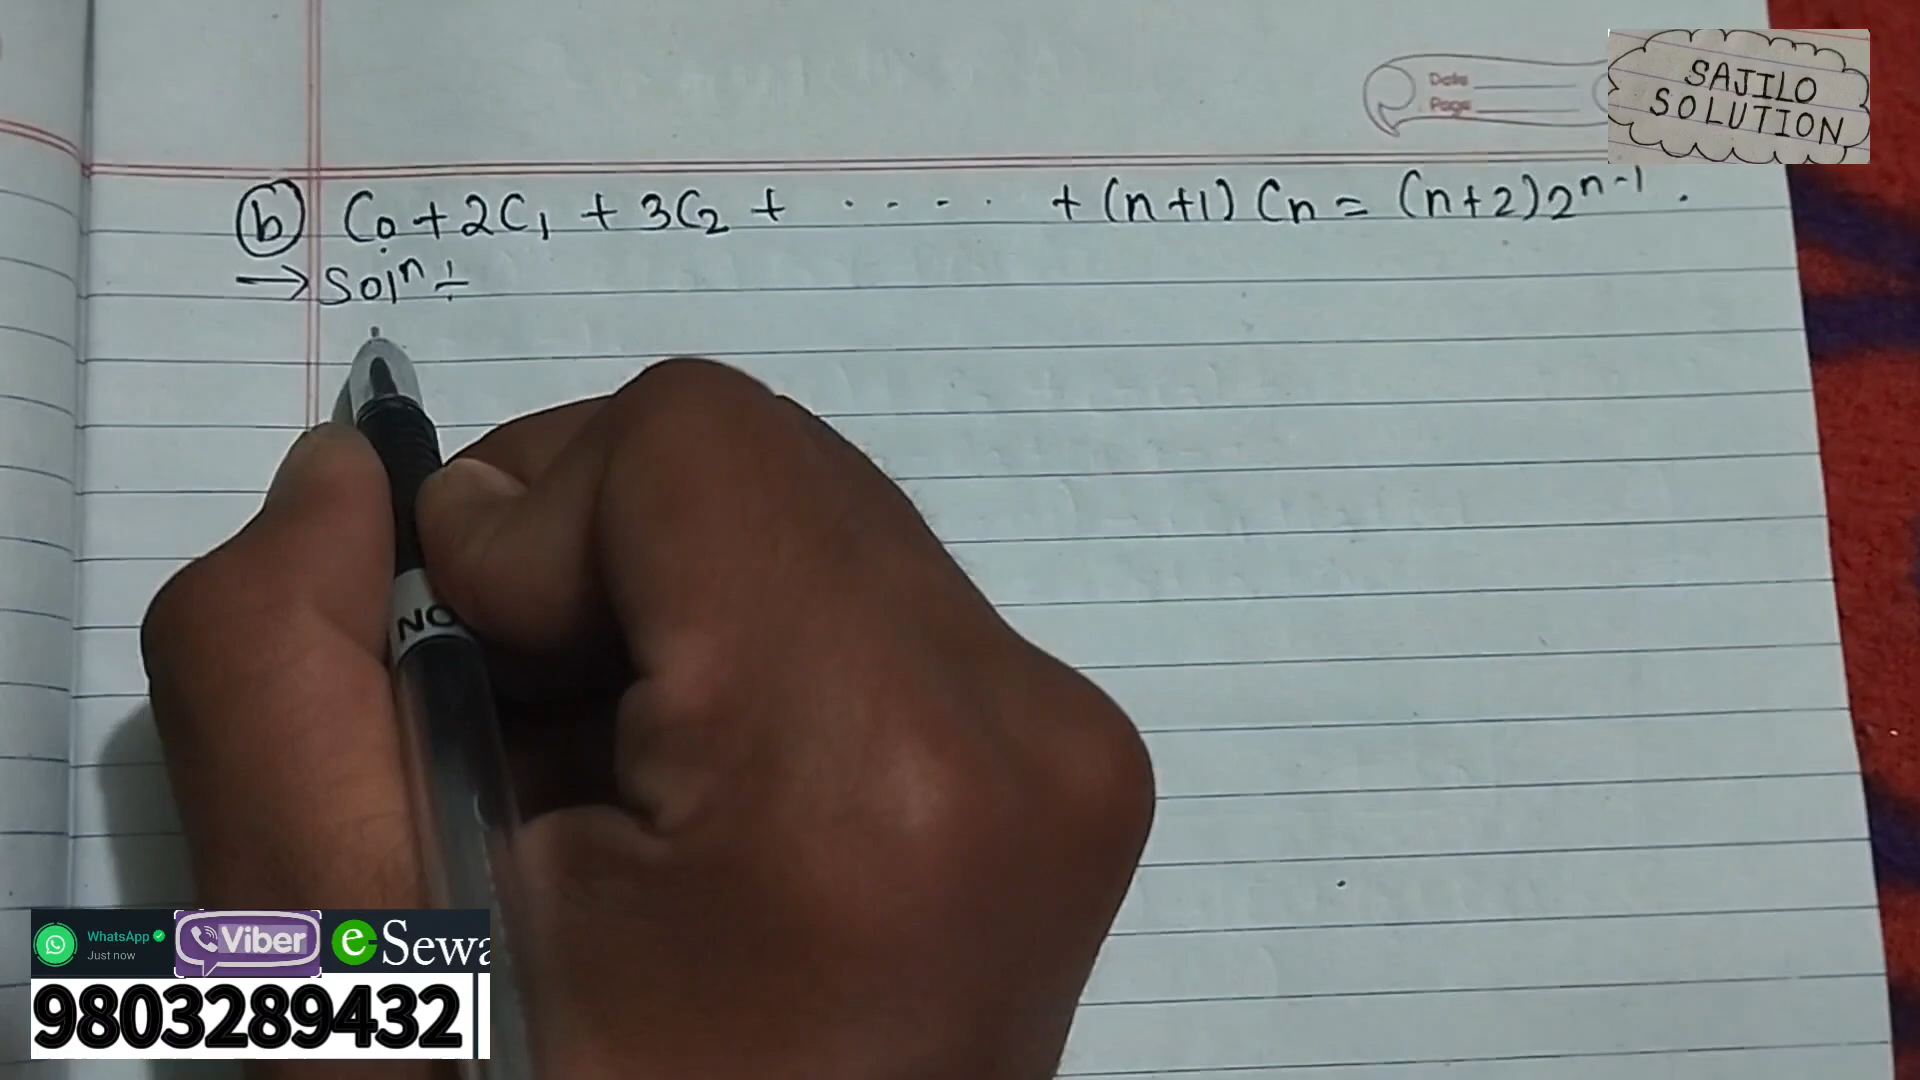 Date
Page
SAJILO
SOLUTION
(b) C₀ + 2C₁ + 3C₂ + ..... + (n+1) Cn = (n+2)2ⁿ⁻¹.
→ Solⁿ ÷
NO
WhatsApp
Just now
Viber
e-Sewa
9803289432